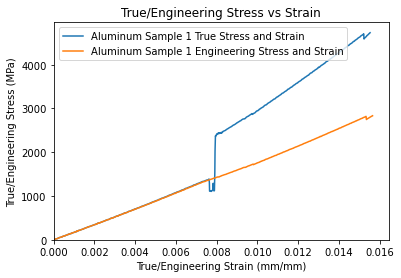 True/Engineering Stress vs Strain
Aluminum Sample 1 True Stress and Strain
Aluminum Sample 1 Engineering Stress and Strain
True/Engineering Stress (MPa)
4000
3000
2000
1000
0
0.000 0.002 0.004 0.006 0.008 0.010 0.012 0.014 0.016
True/Engineering Strain (mm/mm)